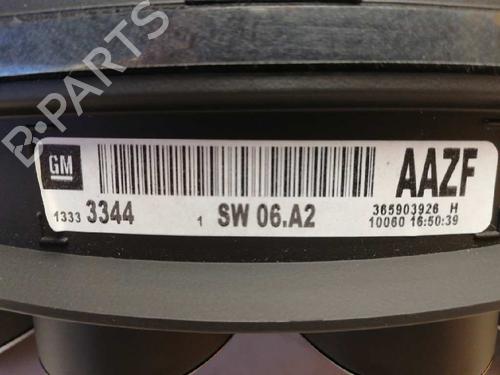 B-PARTS
GM
AAZF
1333 3344 1 SW 06.A2
365903926 H
10060 16:50:39